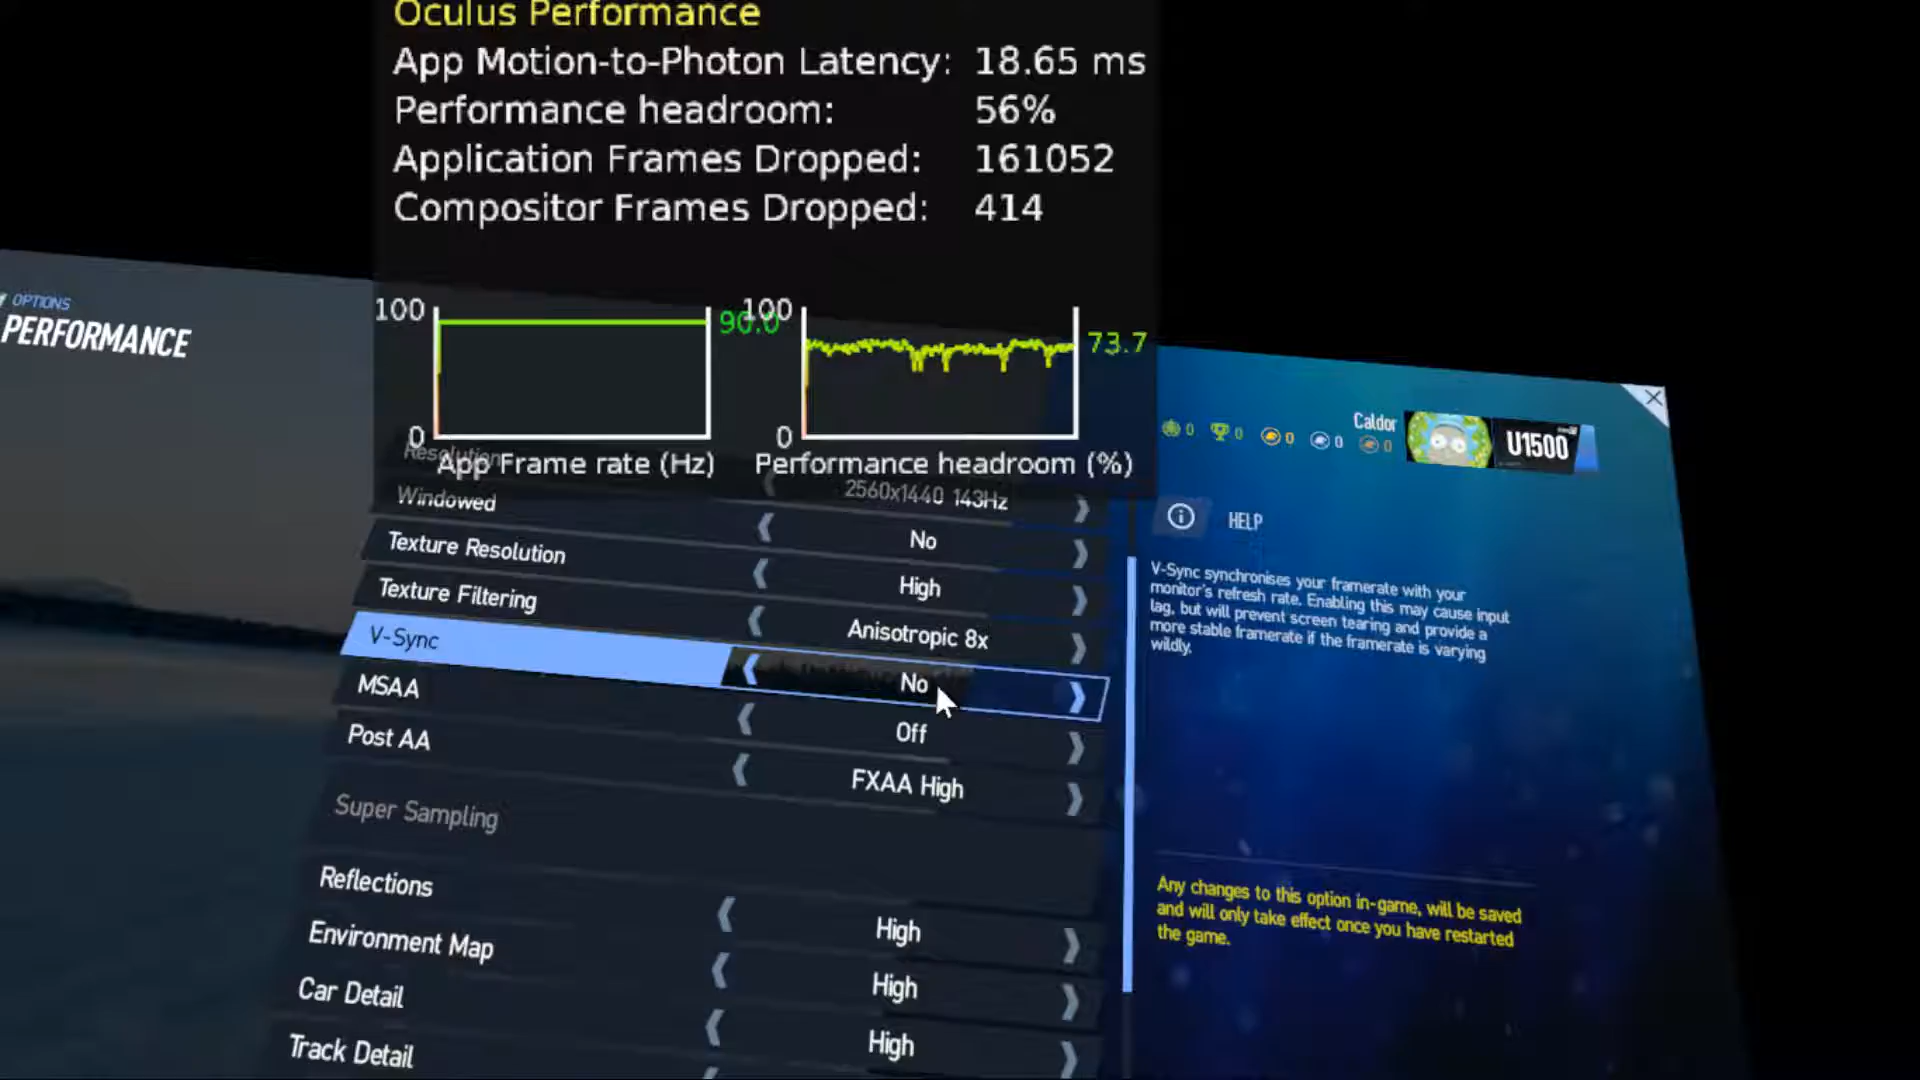 Oculus Performance
App Motion-to-Photon Latency: 18.65 ms
Performance headroom: 56%
Application Frames Dropped: 161052
Compositor Frames Dropped: 414
OPTIONS
PERFORMANCE
100
90.0
0
App Frame rate (Hz)
100
73.7
0
Performance headroom (%)
Caldor
U1500
0
0
0
0
0
Resolution
2560x1440 143Hz
Windowed
No
Texture Resolution
High
Texture Filtering
Anisotropic 8x
V-Sync
No
MSAA
Off
Post AA
FXAA High
Super Sampling
Reflections
High
Environment Map
High
Car Detail
High
Track Detail
HELP
V-Sync synchronises your framerate with your
monitor's refresh rate. Enabling this may cause input
lag, but will prevent screen tearing and provide a
more stable framerate if the framerate is varying
wildly.
Any changes to this option in-game, will be saved
and will only take effect once you have restarted
the game.